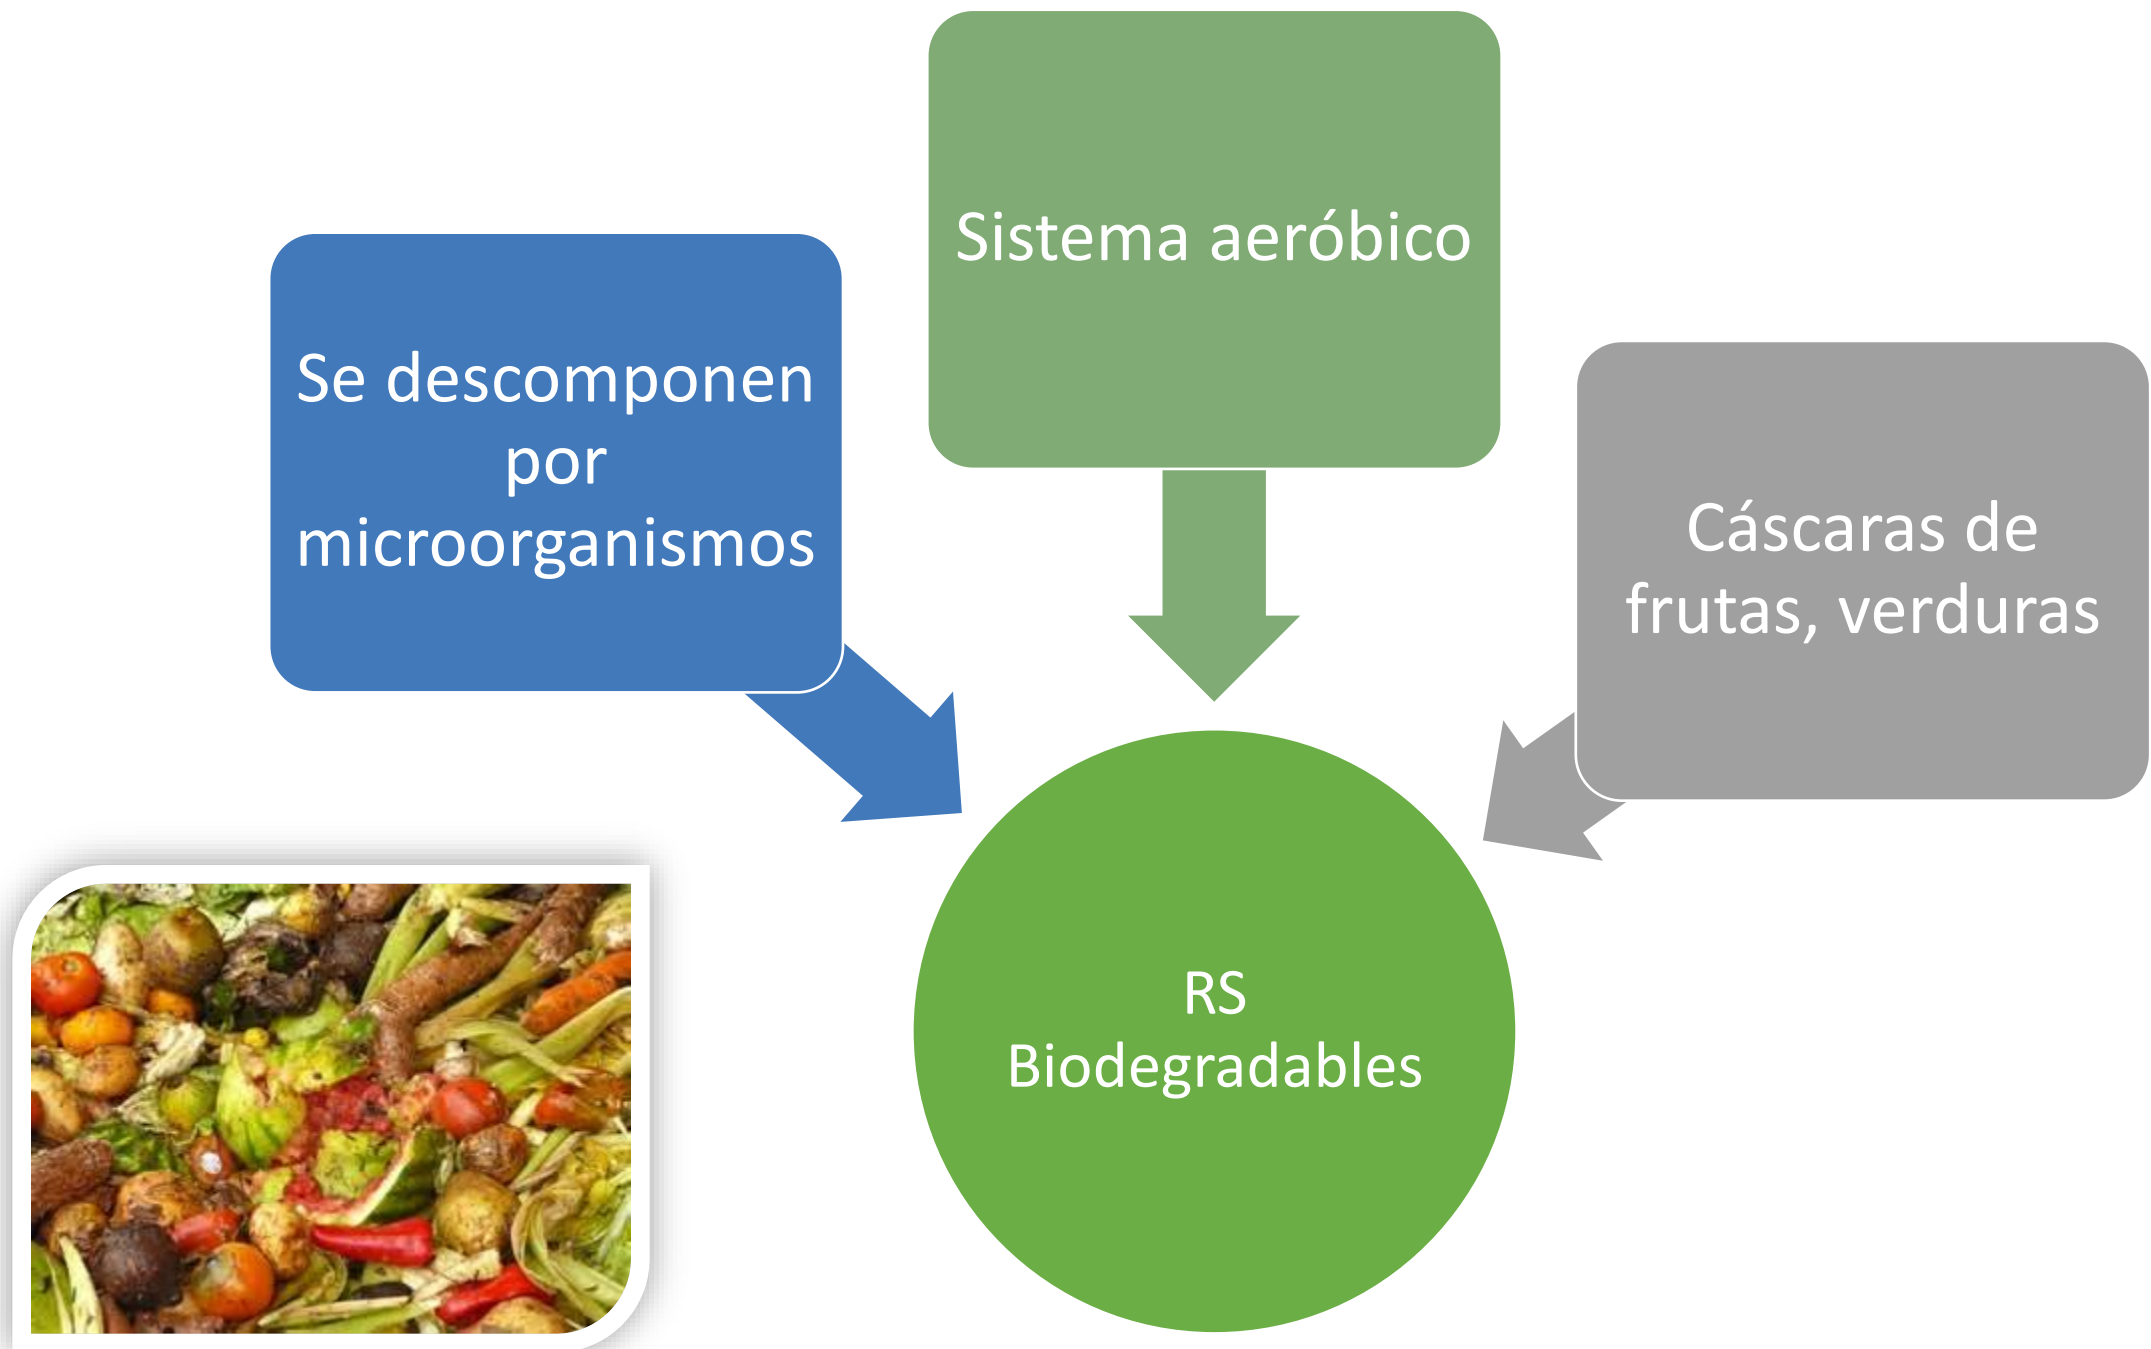 Sistema aeróbico
Se descomponen
por
microorganismos
Cáscaras de
frutas, verduras
RS
Biodegradables